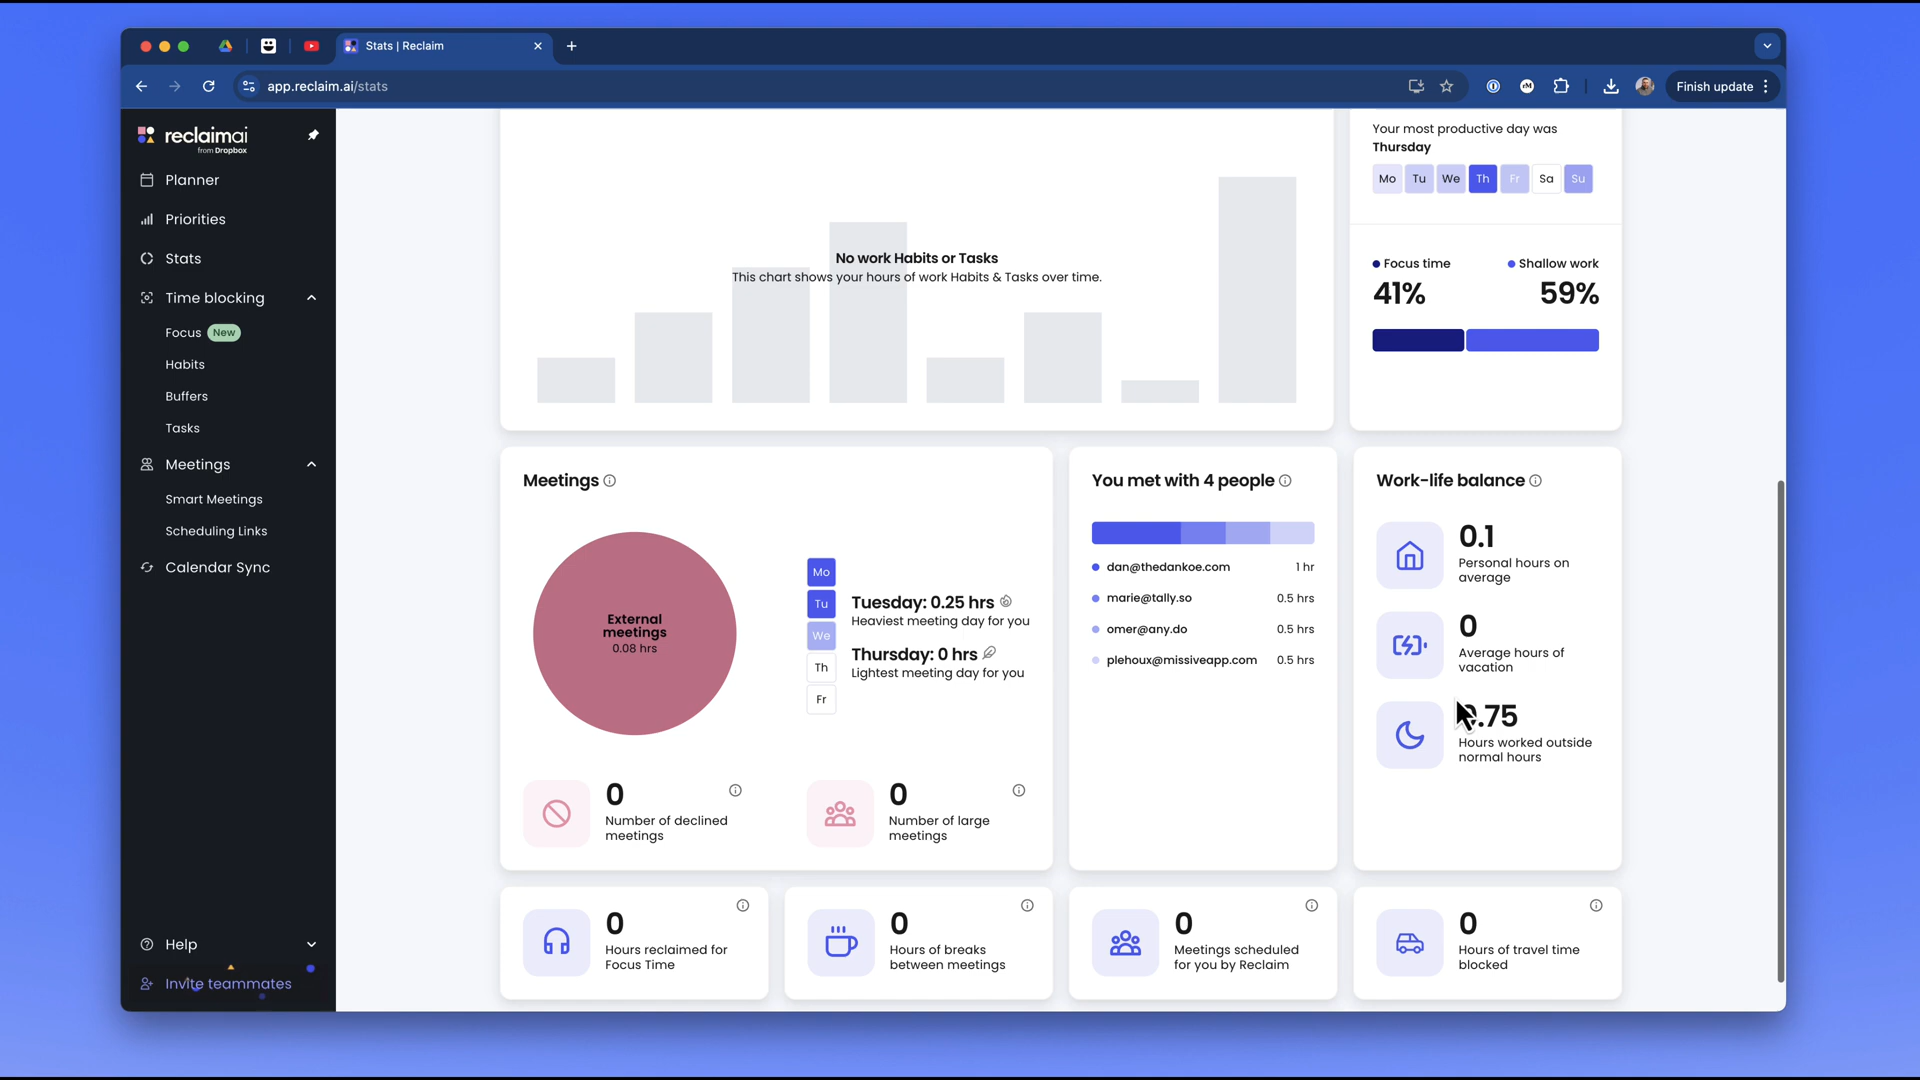 Stats | Reclaim
app.reclaim.ai/stats
Finish update
reclaimai
from Dropbox
Planner
Priorities
Stats
Time blocking
Focus New
Habits
Buffers
Tasks
Meetings
Smart Meetings
Scheduling Links
Calendar Sync
Help
Invite teammates
No work Habits or Tasks
This chart shows your hours of work Habits & Tasks over time.
Your most productive day was
Thursday
Mo Tu We Th Fr Sa Su
Focus time Shallow work
41% 59%
Meetings
External
meetings
0.08 hrs
Mo
Tu
We
Th
Fr
Tuesday: 0.25 hrs
Heaviest meeting day for you
Thursday: 0 hrs
Lightest meeting day for you
0
Number of declined
meetings
0
Number of large
meetings
You met with 4 people
dan@thedankoe.com 1 hr
marie@tally.so 0.5 hrs
omer@any.do 0.5 hrs
plehoux@missiveapp.com 0.5 hrs
Work-life balance
0.1
Personal hours on
average
0
Average hours of
vacation
.75
Hours worked outside
normal hours
0
Hours reclaimed for
Focus Time
0
Hours of breaks
between meetings
0
Meetings scheduled
for you by Reclaim
0
Hours of travel time
blocked